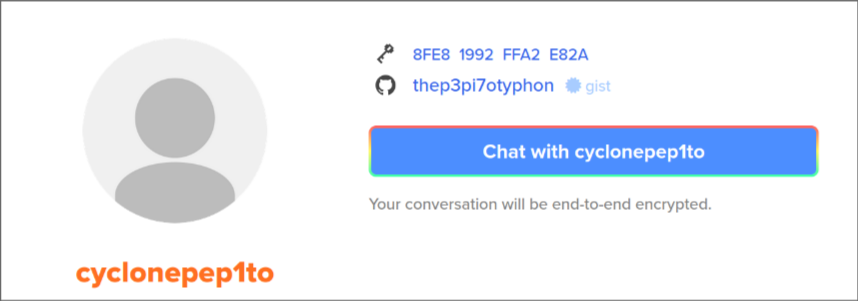 8FE8 1992 FFA2 E82A
thep3pi7otyphon gist
Chat with cyclonepep1to
Your conversation will be end-to-end encrypted.
cyclonepep1to